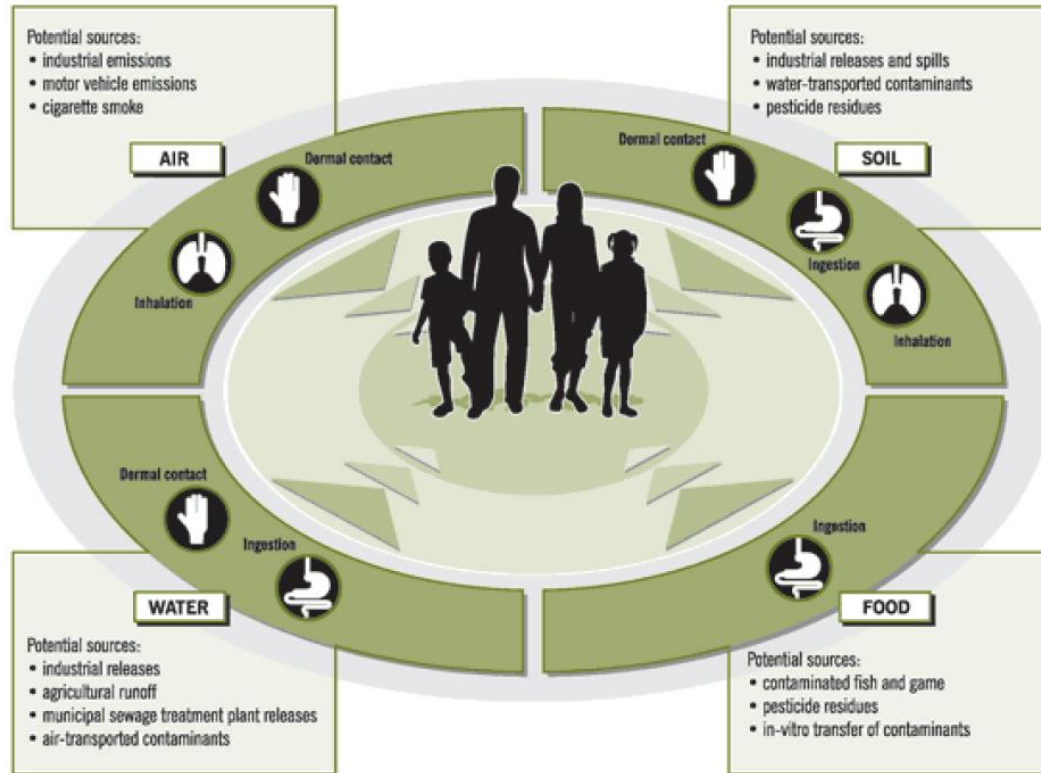 Potential sources:
• industrial emissions
• motor vehicle emissions
• cigarette smoke
AIR
Dermal contact
Inhalation
Potential sources:
• industrial releases and spills
• water-transported contaminants
• pesticide residues
SOIL
Dermal contact
Ingestion
Inhalation
Dermal contact
Ingestion
WATER
Potential sources:
• industrial releases
• agricultural runoff
• municipal sewage treatment plant releases
• air-transported contaminants
Ingestion
FOOD
Potential sources:
• contaminated fish and game
• pesticide residues
• in-vitro transfer of contaminants